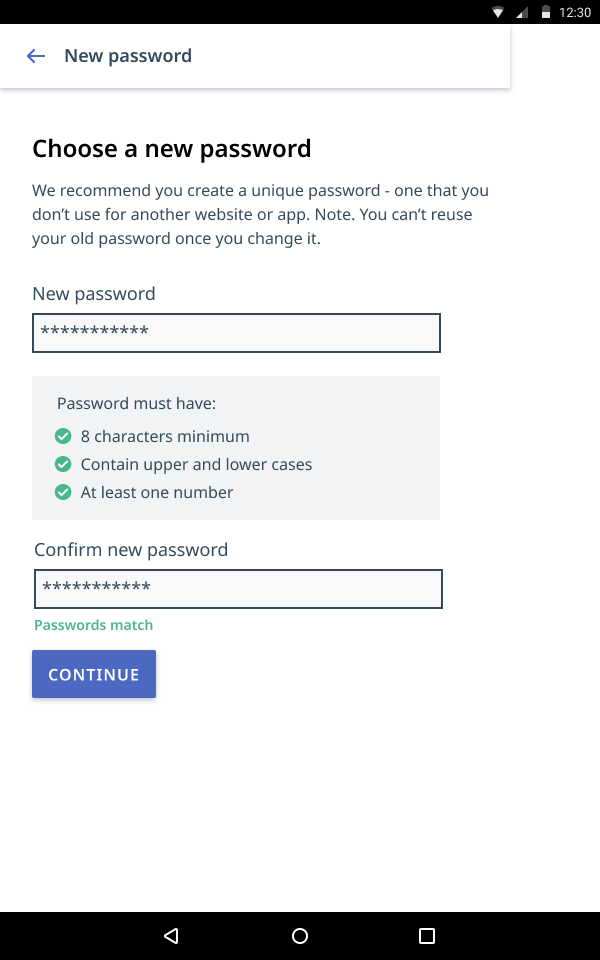 12:30
New password
Choose a new password
We recommend you create a unique password - one that you
don’t use for another website or app. Note. You can’t reuse
your old password once you change it.
New password
***********
Password must have:
8 characters minimum
Contain upper and lower cases
At least one number
Confirm new password
***********
Passwords match
CONTINUE